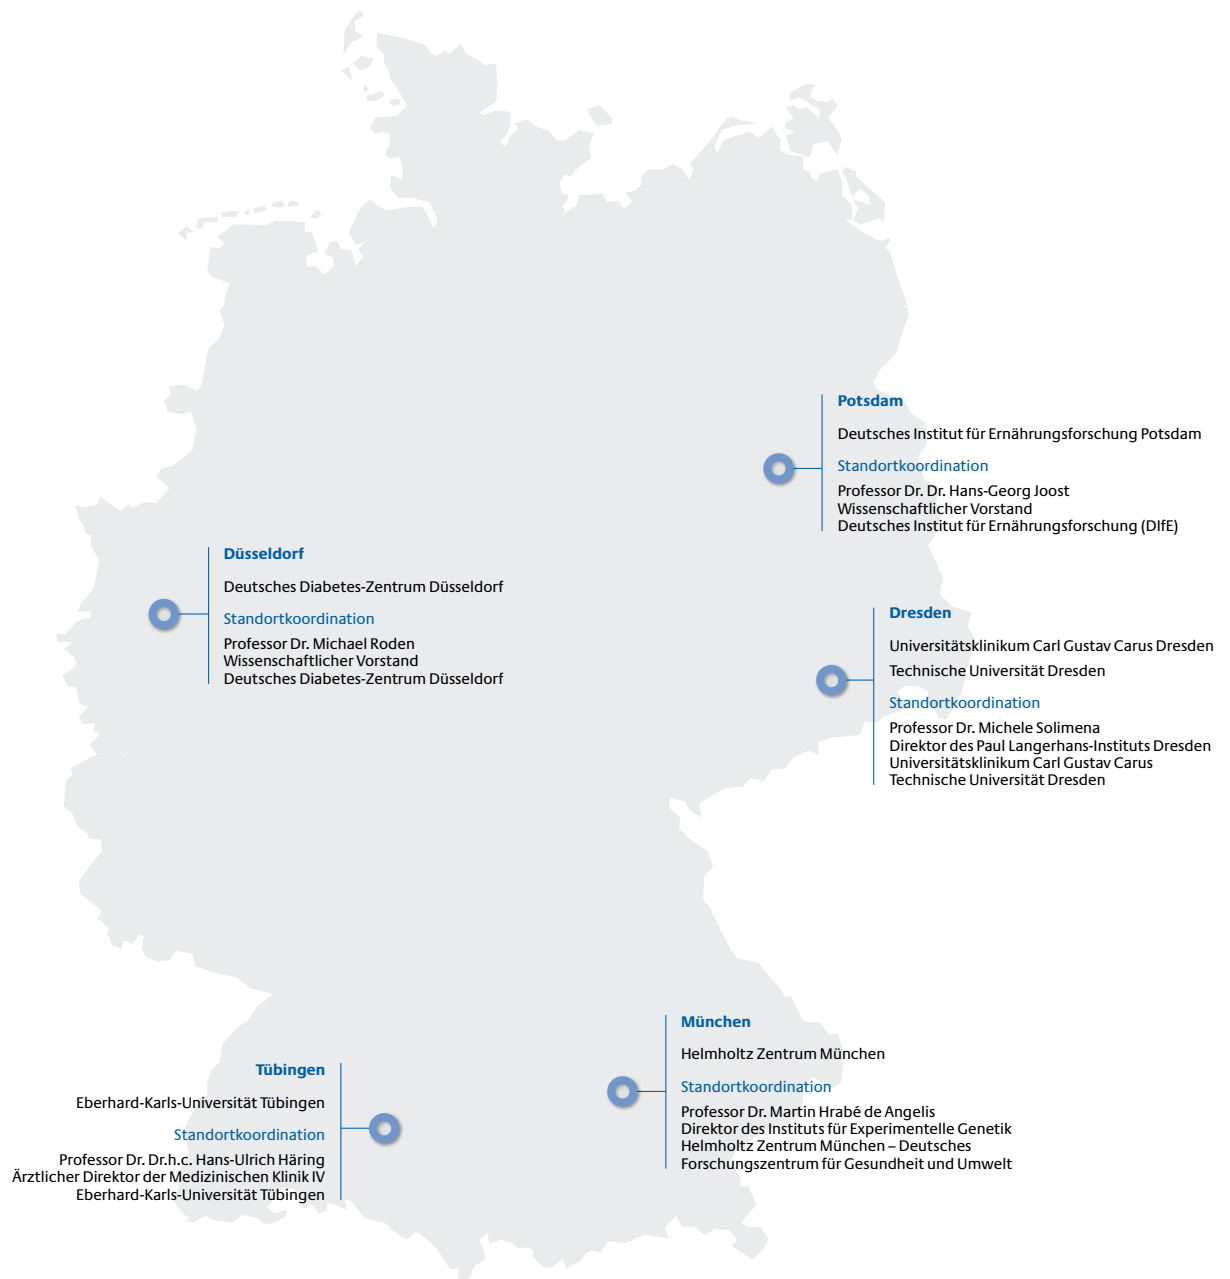 Potsdam
Deutsches Institut für Ernährungsforschung Potsdam
Standortkoordination
Professor Dr. Dr. Hans-Georg Joost
Wissenschaftlicher Vorstand
Deutsches Institut für Ernährungsforschung (DIfE)
Düsseldorf
Deutsches Diabetes-Zentrum Düsseldorf
Standortkoordination
Professor Dr. Michael Roden
Wissenschaftlicher Vorstand
Deutsches Diabetes-Zentrum Düsseldorf
Dresden
Universitätsklinikum Carl Gustav Carus Dresden
Technische Universität Dresden
Standortkoordination
Professor Dr. Michele Solimena
Direktor des Paul Langerhans-Instituts Dresden
Universitätsklinikum Carl Gustav Carus
Technische Universität Dresden
München
Helmholtz Zentrum München
Standortkoordination
Professor Dr. Martin Hrabé de Angelis
Direktor des Instituts für Experimentelle Genetik
Helmholtz Zentrum München – Deutsches
Forschungszentrum für Gesundheit und Umwelt
Tübingen
Eberhard-Karls-Universität Tübingen
Standortkoordination
Professor Dr. Dr.h.c. Hans-Ulrich Häring
Ärztlicher Direktor der Medizinischen Klinik IV
Eberhard-Karls-Universität Tübingen